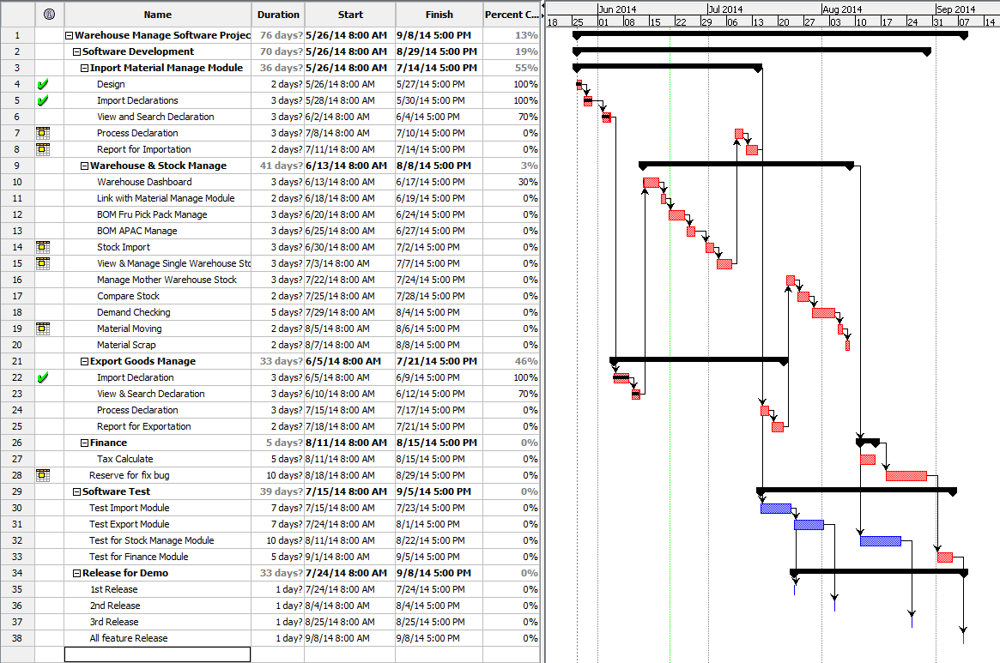 Name Duration Start Finish Percent C...
Jun 2014 Jul 2014 Aug 2014 Sep 2014
18 25 01 08 15 22 29 06 13 20 27 03 10 17 24 31 07 14
1 Warehouse Manage Software Projec 76 days? 5/26/14 8:00 AM 9/8/14 5:00 PM 13%
2 Software Development 70 days? 5/26/14 8:00 AM 8/29/14 5:00 PM 19%
3 Inport Material Manage Module 36 days? 5/26/14 8:00 AM 7/14/14 5:00 PM 55%
4 Design 2 days? 5/26/14 8:00 AM 5/27/14 5:00 PM 100%
5 Import Declarations 3 days? 5/28/14 8:00 AM 5/30/14 5:00 PM 100%
6 View and Search Declaration 3 days? 6/2/14 8:00 AM 6/4/14 5:00 PM 70%
7 Process Declaration 3 days? 7/8/14 8:00 AM 7/10/14 5:00 PM 0%
8 Report for Importation 2 days? 7/11/14 8:00 AM 7/14/14 5:00 PM 0%
9 Warehouse & Stock Manage 41 days? 6/13/14 8:00 AM 8/8/14 5:00 PM 3%
10 Warehouse Dashboard 3 days? 6/13/14 8:00 AM 6/17/14 5:00 PM 30%
11 Link with Material Manage Module 2 days? 6/18/14 8:00 AM 6/19/14 5:00 PM 0%
12 BOM Fru Pick Pack Manage 3 days? 6/20/14 8:00 AM 6/24/14 5:00 PM 0%
13 BOM APAC Manage 3 days? 6/25/14 8:00 AM 6/27/14 5:00 PM 0%
14 Stock Import 3 days? 6/30/14 8:00 AM 7/2/14 5:00 PM 0%
15 View & Manage Single Warehouse Sto 3 days? 7/3/14 8:00 AM 7/7/14 5:00 PM 0%
16 Manage Mother Warehouse Stock 3 days? 7/22/14 8:00 AM 7/24/14 5:00 PM 0%
17 Compare Stock 2 days? 7/25/14 8:00 AM 7/28/14 5:00 PM 0%
18 Demand Checking 5 days? 7/29/14 8:00 AM 8/4/14 5:00 PM 0%
19 Material Moving 2 days? 8/5/14 8:00 AM 8/6/14 5:00 PM 0%
20 Material Scrap 2 days? 8/7/14 8:00 AM 8/8/14 5:00 PM 0%
21 Export Goods Manage 33 days? 6/5/14 8:00 AM 7/21/14 5:00 PM 46%
22 Import Declaration 3 days? 6/5/14 8:00 AM 6/9/14 5:00 PM 100%
23 View & Search Declaration 3 days? 6/10/14 8:00 AM 6/12/14 5:00 PM 70%
24 Process Declaration 3 days? 7/15/14 8:00 AM 7/17/14 5:00 PM 0%
25 Report for Exportation 2 days? 7/18/14 8:00 AM 7/21/14 5:00 PM 0%
26 Finance 5 days? 8/11/14 8:00 AM 8/15/14 5:00 PM 0%
27 Tax Calculate 5 days? 8/11/14 8:00 AM 8/15/14 5:00 PM 0%
28 Reserve for fix bug 10 days? 8/18/14 8:00 AM 8/29/14 5:00 PM 0%
29 Software Test 39 days? 7/15/14 8:00 AM 9/5/14 5:00 PM 0%
30 Test Import Module 7 days? 7/15/14 8:00 AM 7/23/14 5:00 PM 0%
31 Test Export Module 7 days? 7/24/14 8:00 AM 8/1/14 5:00 PM 0%
32 Test for Stock Manage Module 10 days? 8/11/14 8:00 AM 8/22/14 5:00 PM 0%
33 Test for Finance Module 5 days? 9/1/14 8:00 AM 9/5/14 5:00 PM 0%
34 Release for Demo 33 days? 7/24/14 8:00 AM 9/8/14 5:00 PM 0%
35 1st Release 1 day? 7/24/14 8:00 AM 7/24/14 5:00 PM 0%
36 2nd Release 1 day? 8/4/14 8:00 AM 8/4/14 5:00 PM 0%
37 3rd Release 1 day? 8/25/14 8:00 AM 8/25/14 5:00 PM 0%
38 All feature Release 1 day? 9/8/14 8:00 AM 9/8/14 5:00 PM 0%